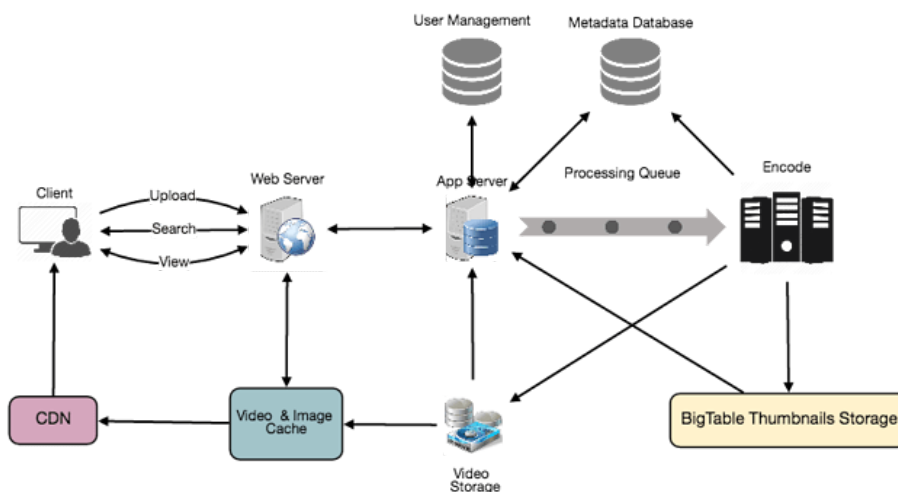 User Management
Metadata Database
Client
Upload
Search
View
Web Server
App Server
Processing Queue
Encode
CDN
Video & Image
Cache
Video
Storage
BigTable Thumbnails Storage